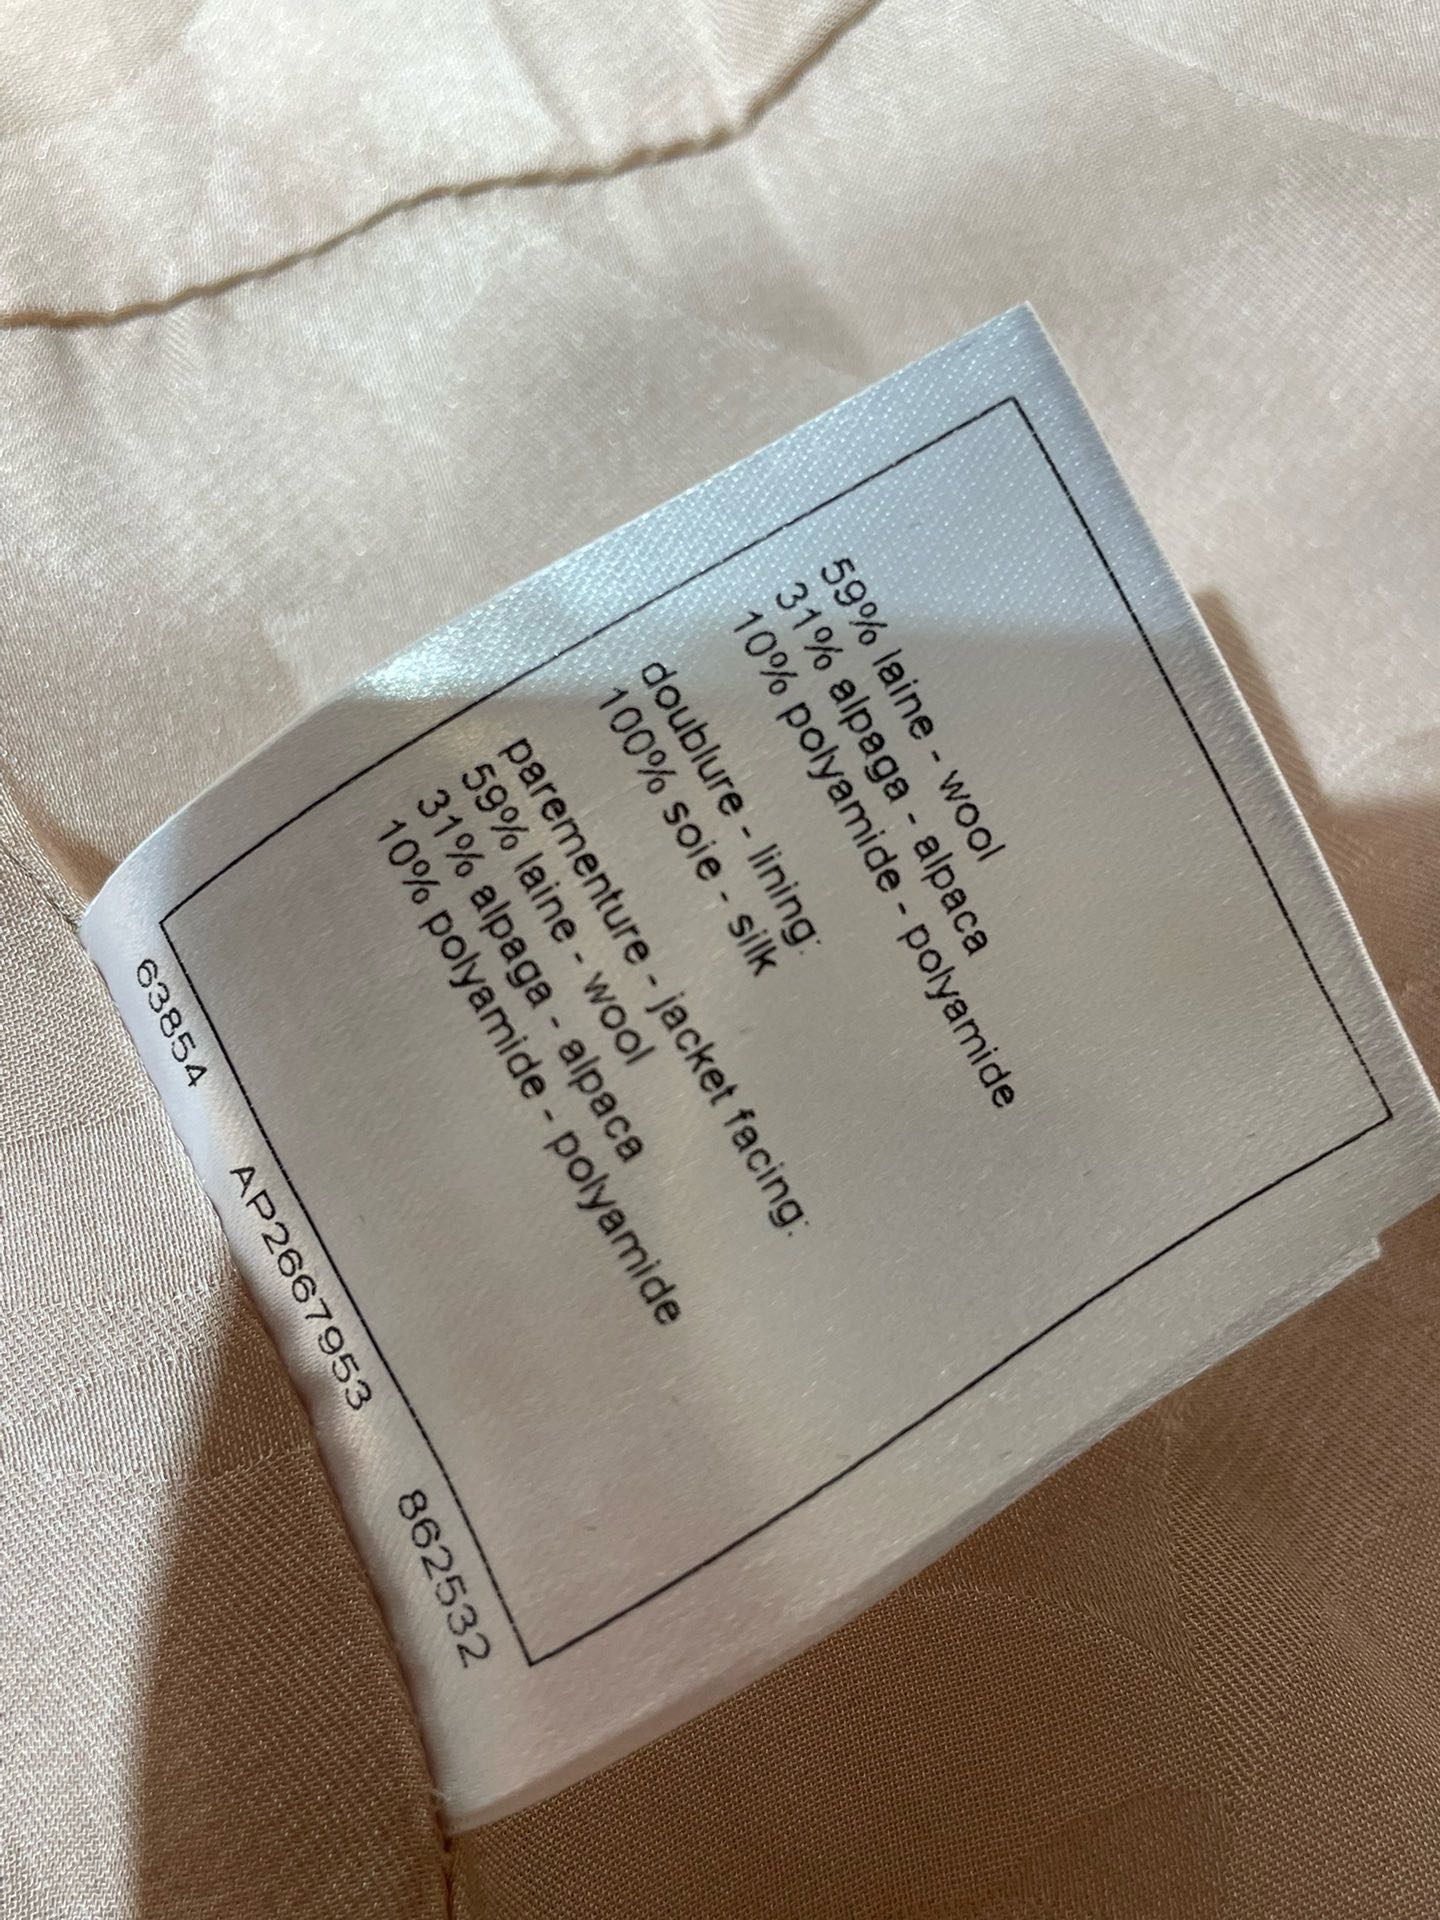 59% laine - wool
31% alpaga - alpaca
10% polyamide - polyamide
doublure - lining:
100% soie - silk
parementure - jacket facing:
59% laine - wool
31% alpaga - alpaca
10% polyamide - polyamide
63854 AP2667953 862532